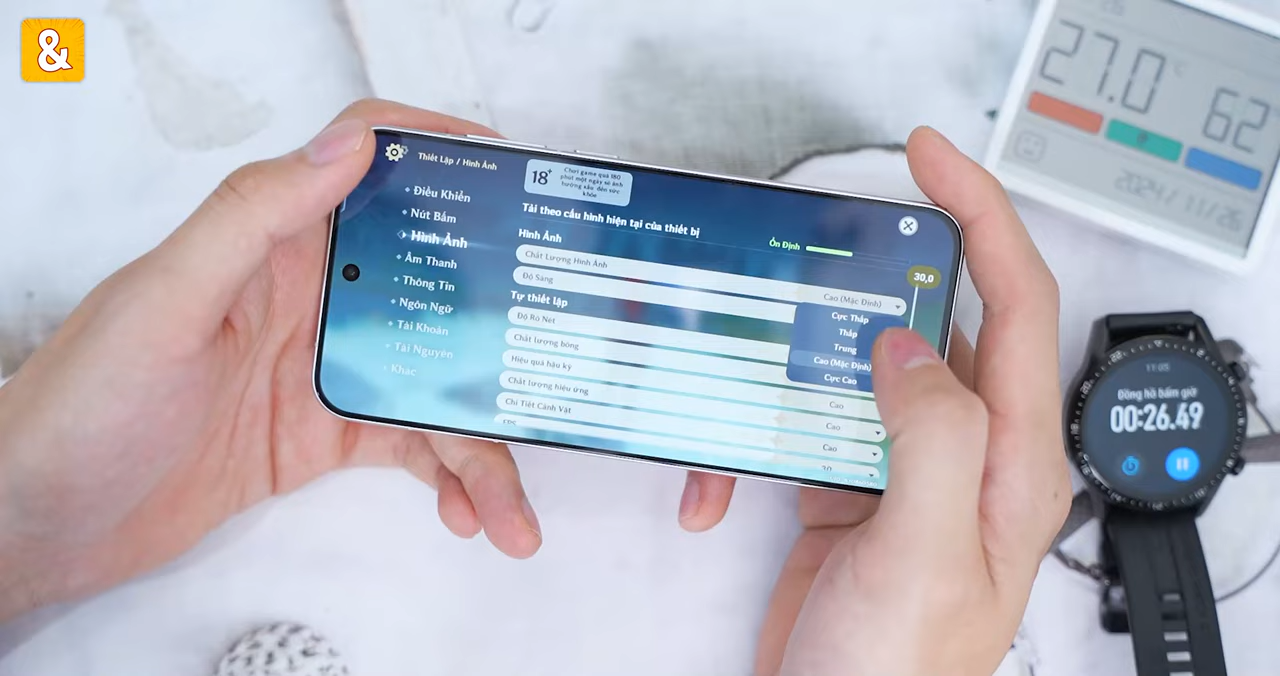 &
Thiết Lập / Hình Ảnh
18+
Chơi game quá 180
phút một ngày sẽ ảnh
hưởng xấu đến sức
khỏe
Điều Khiển
Nút Bấm
Hình Ảnh
Âm Thanh
Thông Tin
Ngôn Ngữ
Tài Khoản
Tài Nguyên
Khác
Tải theo cấu hình hiện tại của thiết bị
Ổn Định
Hình Ảnh
Chất Lượng Hình Ảnh
Cao (Mặc Định)
Độ Sáng
30,0
Cực Thấp
Thấp
Trung
Cao (Mặc Định)
Cực Cao
Tự thiết lập
Độ Rõ Nét
Chất lượng bóng
Hiệu quả hậu kỳ
Cao
Chất lượng hiệu ứng
Cao
Chi Tiết Cảnh Vật
Cao
FPS
30
27.0
°C
62
11:05
Đồng hồ bấm giờ
00:26.49